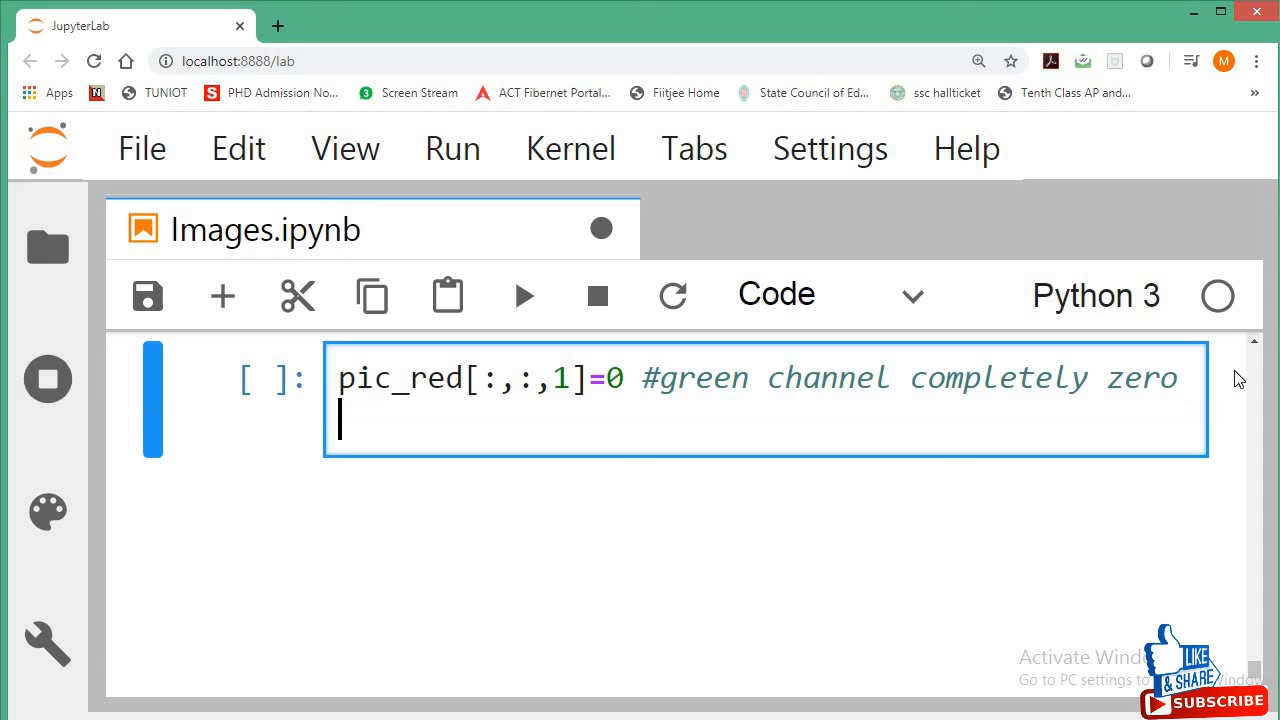 JupyterLab
localhost:8888/lab
M
Apps
N
TUNIOT
S PHD Admission No...
3 Screen Stream
ACT Fibernet Portal...
Fiitjee Home
State Council of Ed...
ssc hallticket
Tenth Class AP and...
»
File Edit View Run Kernel Tabs Settings Help
Images.ipynb
Code
Python 3
[ ]: pic_red[:,:,1]=0 #green channel completely zero
Activate Windo
Go to PC settings to Windows
LIKE
& SHARE
SUBSCRIBE